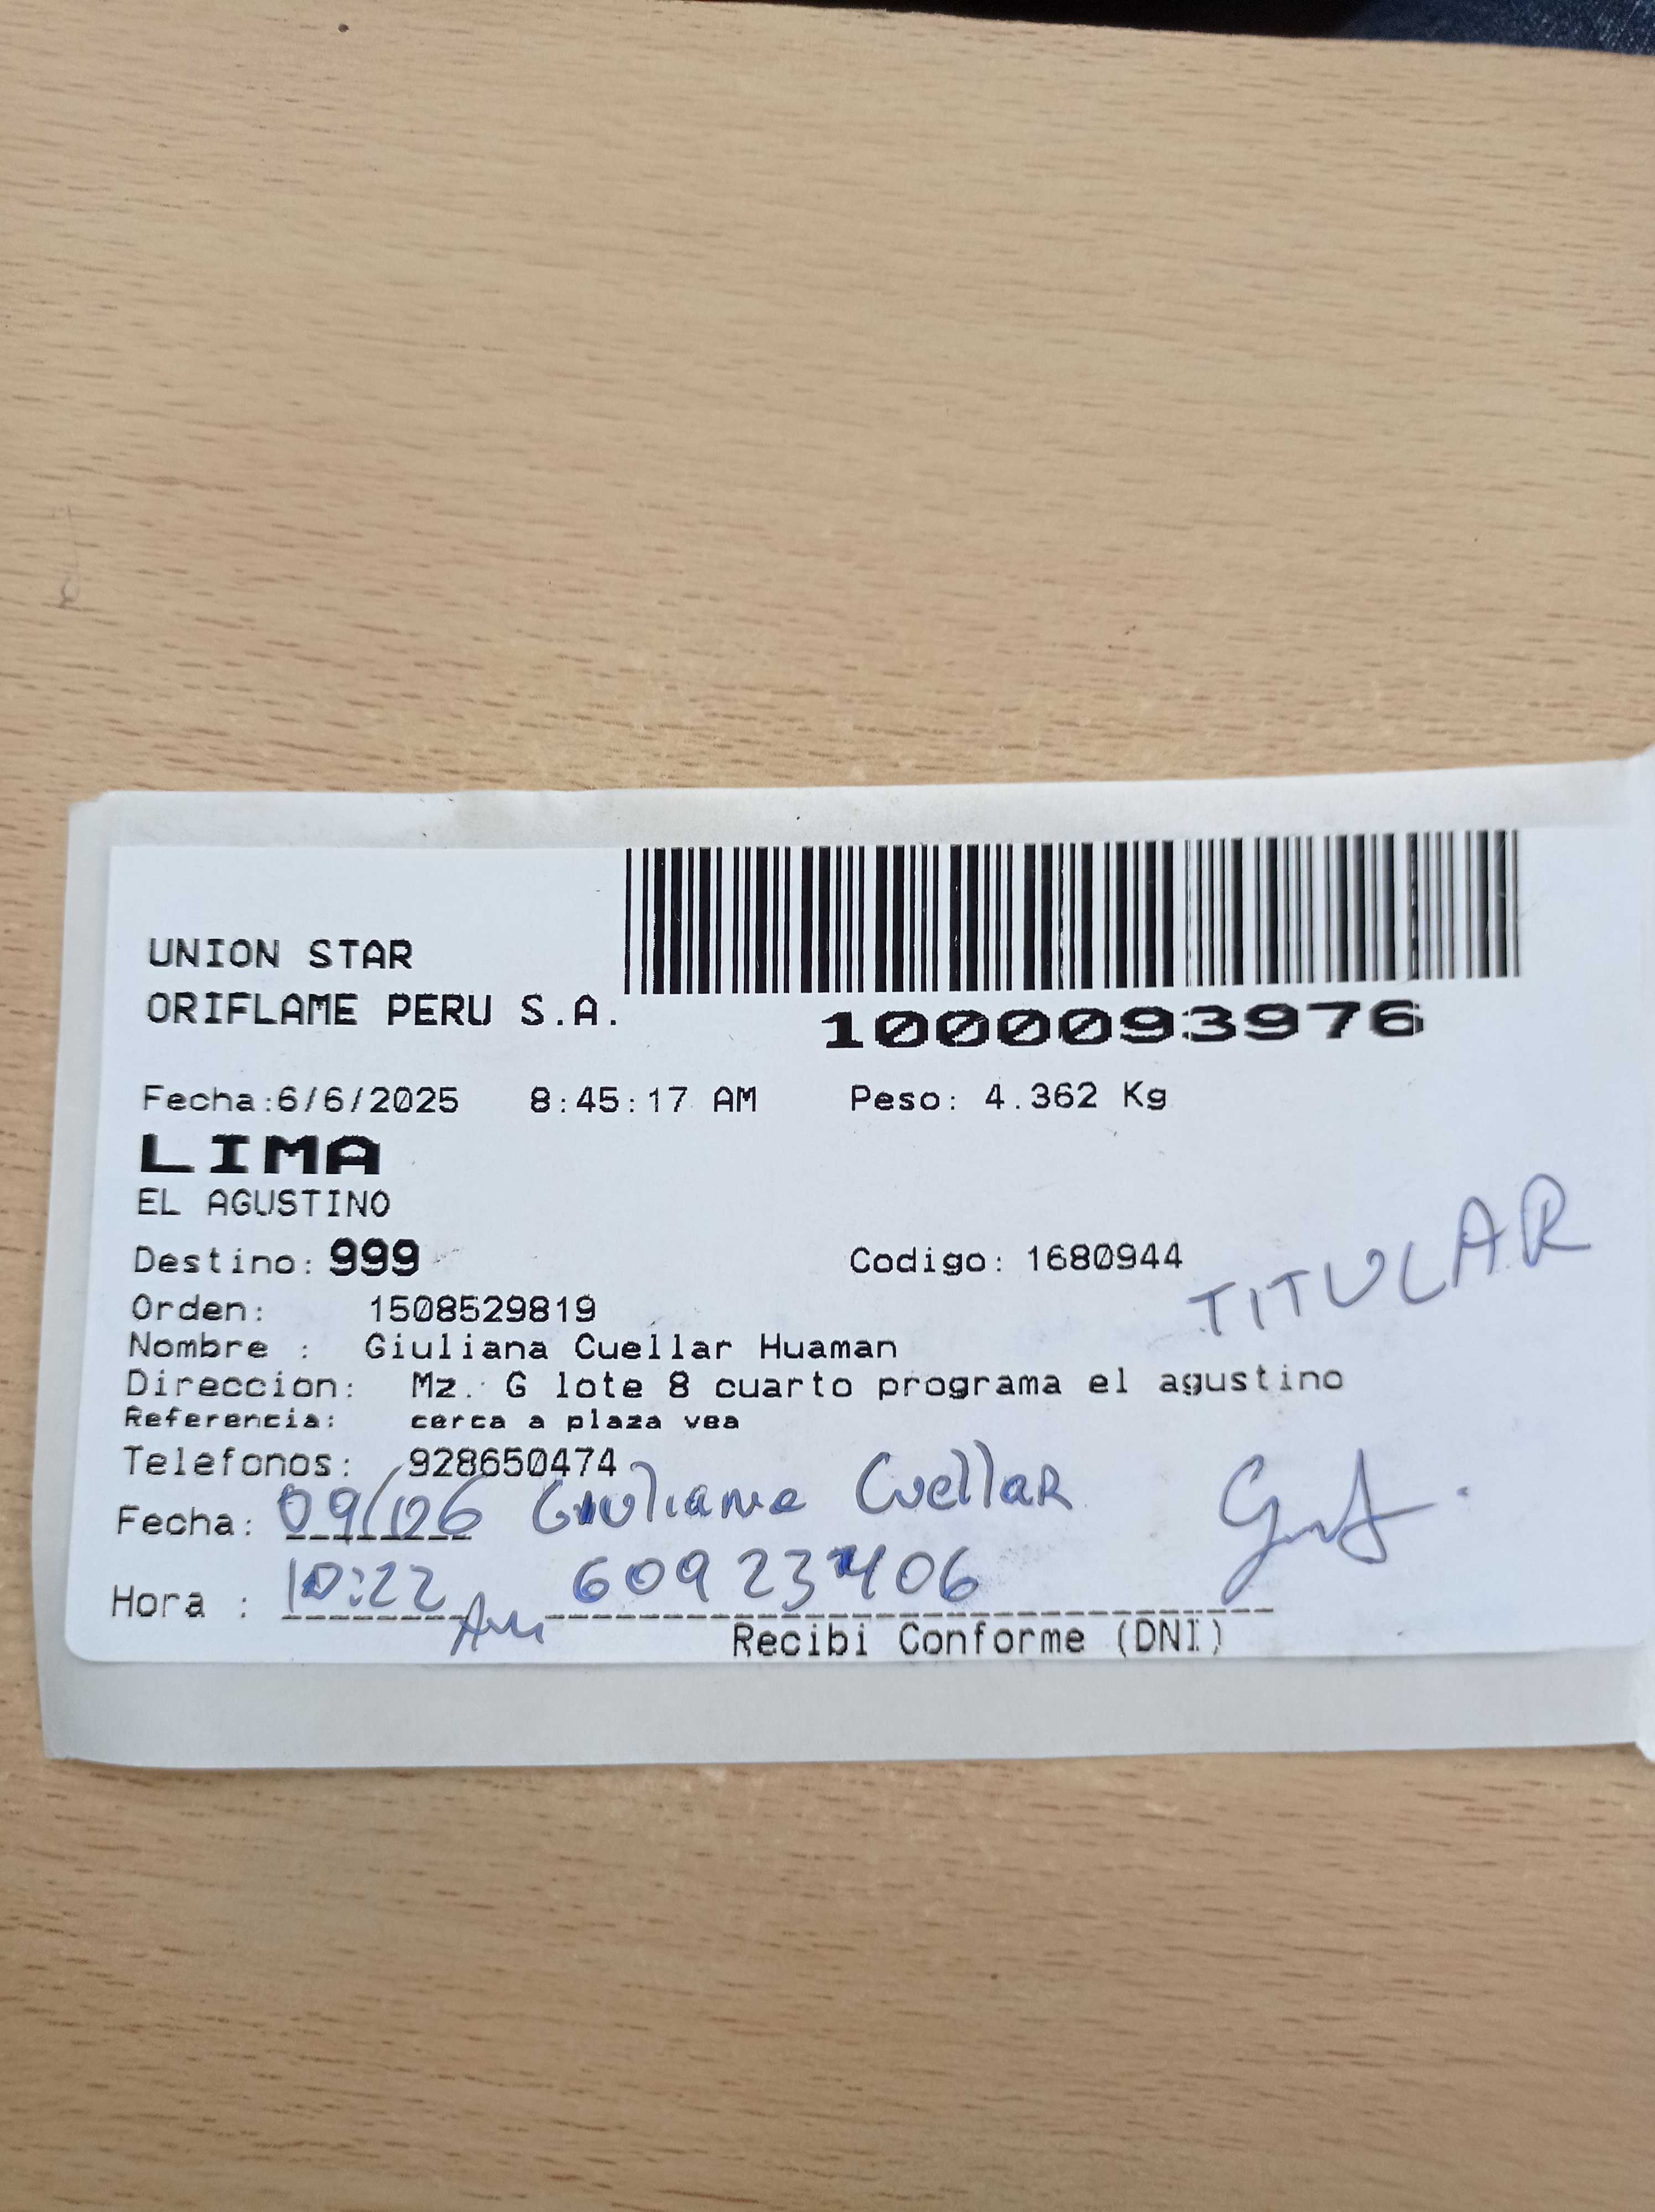 UNION STAR
ORIFLAME PERU S.A.
1000093976
Fecha:6/6/2025 8:45:17 AM Peso: 4.362 Kg
LIMA
EL AGUSTINO
Destino: 999 Codigo: 1680944
TITULAR
Orden: 1508529819
Nombre : Giuliana Cuellar Huaman
Direccion: Mz. G lote 8 cuarto programa el agustino
Referencia: cerca a plaza vea
Telefonos: 928650474
Fecha: 09/06 Giuliana Cuellar
Hora : 10:22 Am 60923406
Recibi Conforme (DNI)